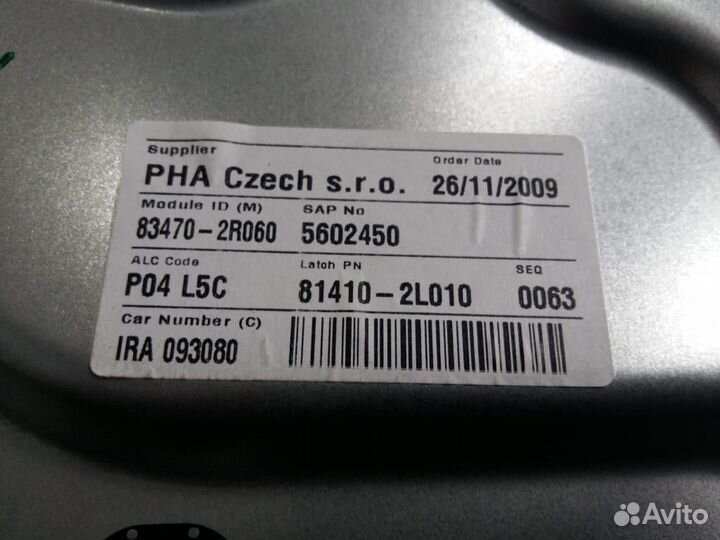 Supplier
Order Date
PHA Czech s.r.o. 26/11/2009
Module ID (M) SAP No
83470-2R060 5602450
ALC Code Latch PN SEQ
P04 L5C 81410-2L010 0063
Car Number (C)
IRA 093080
Avito